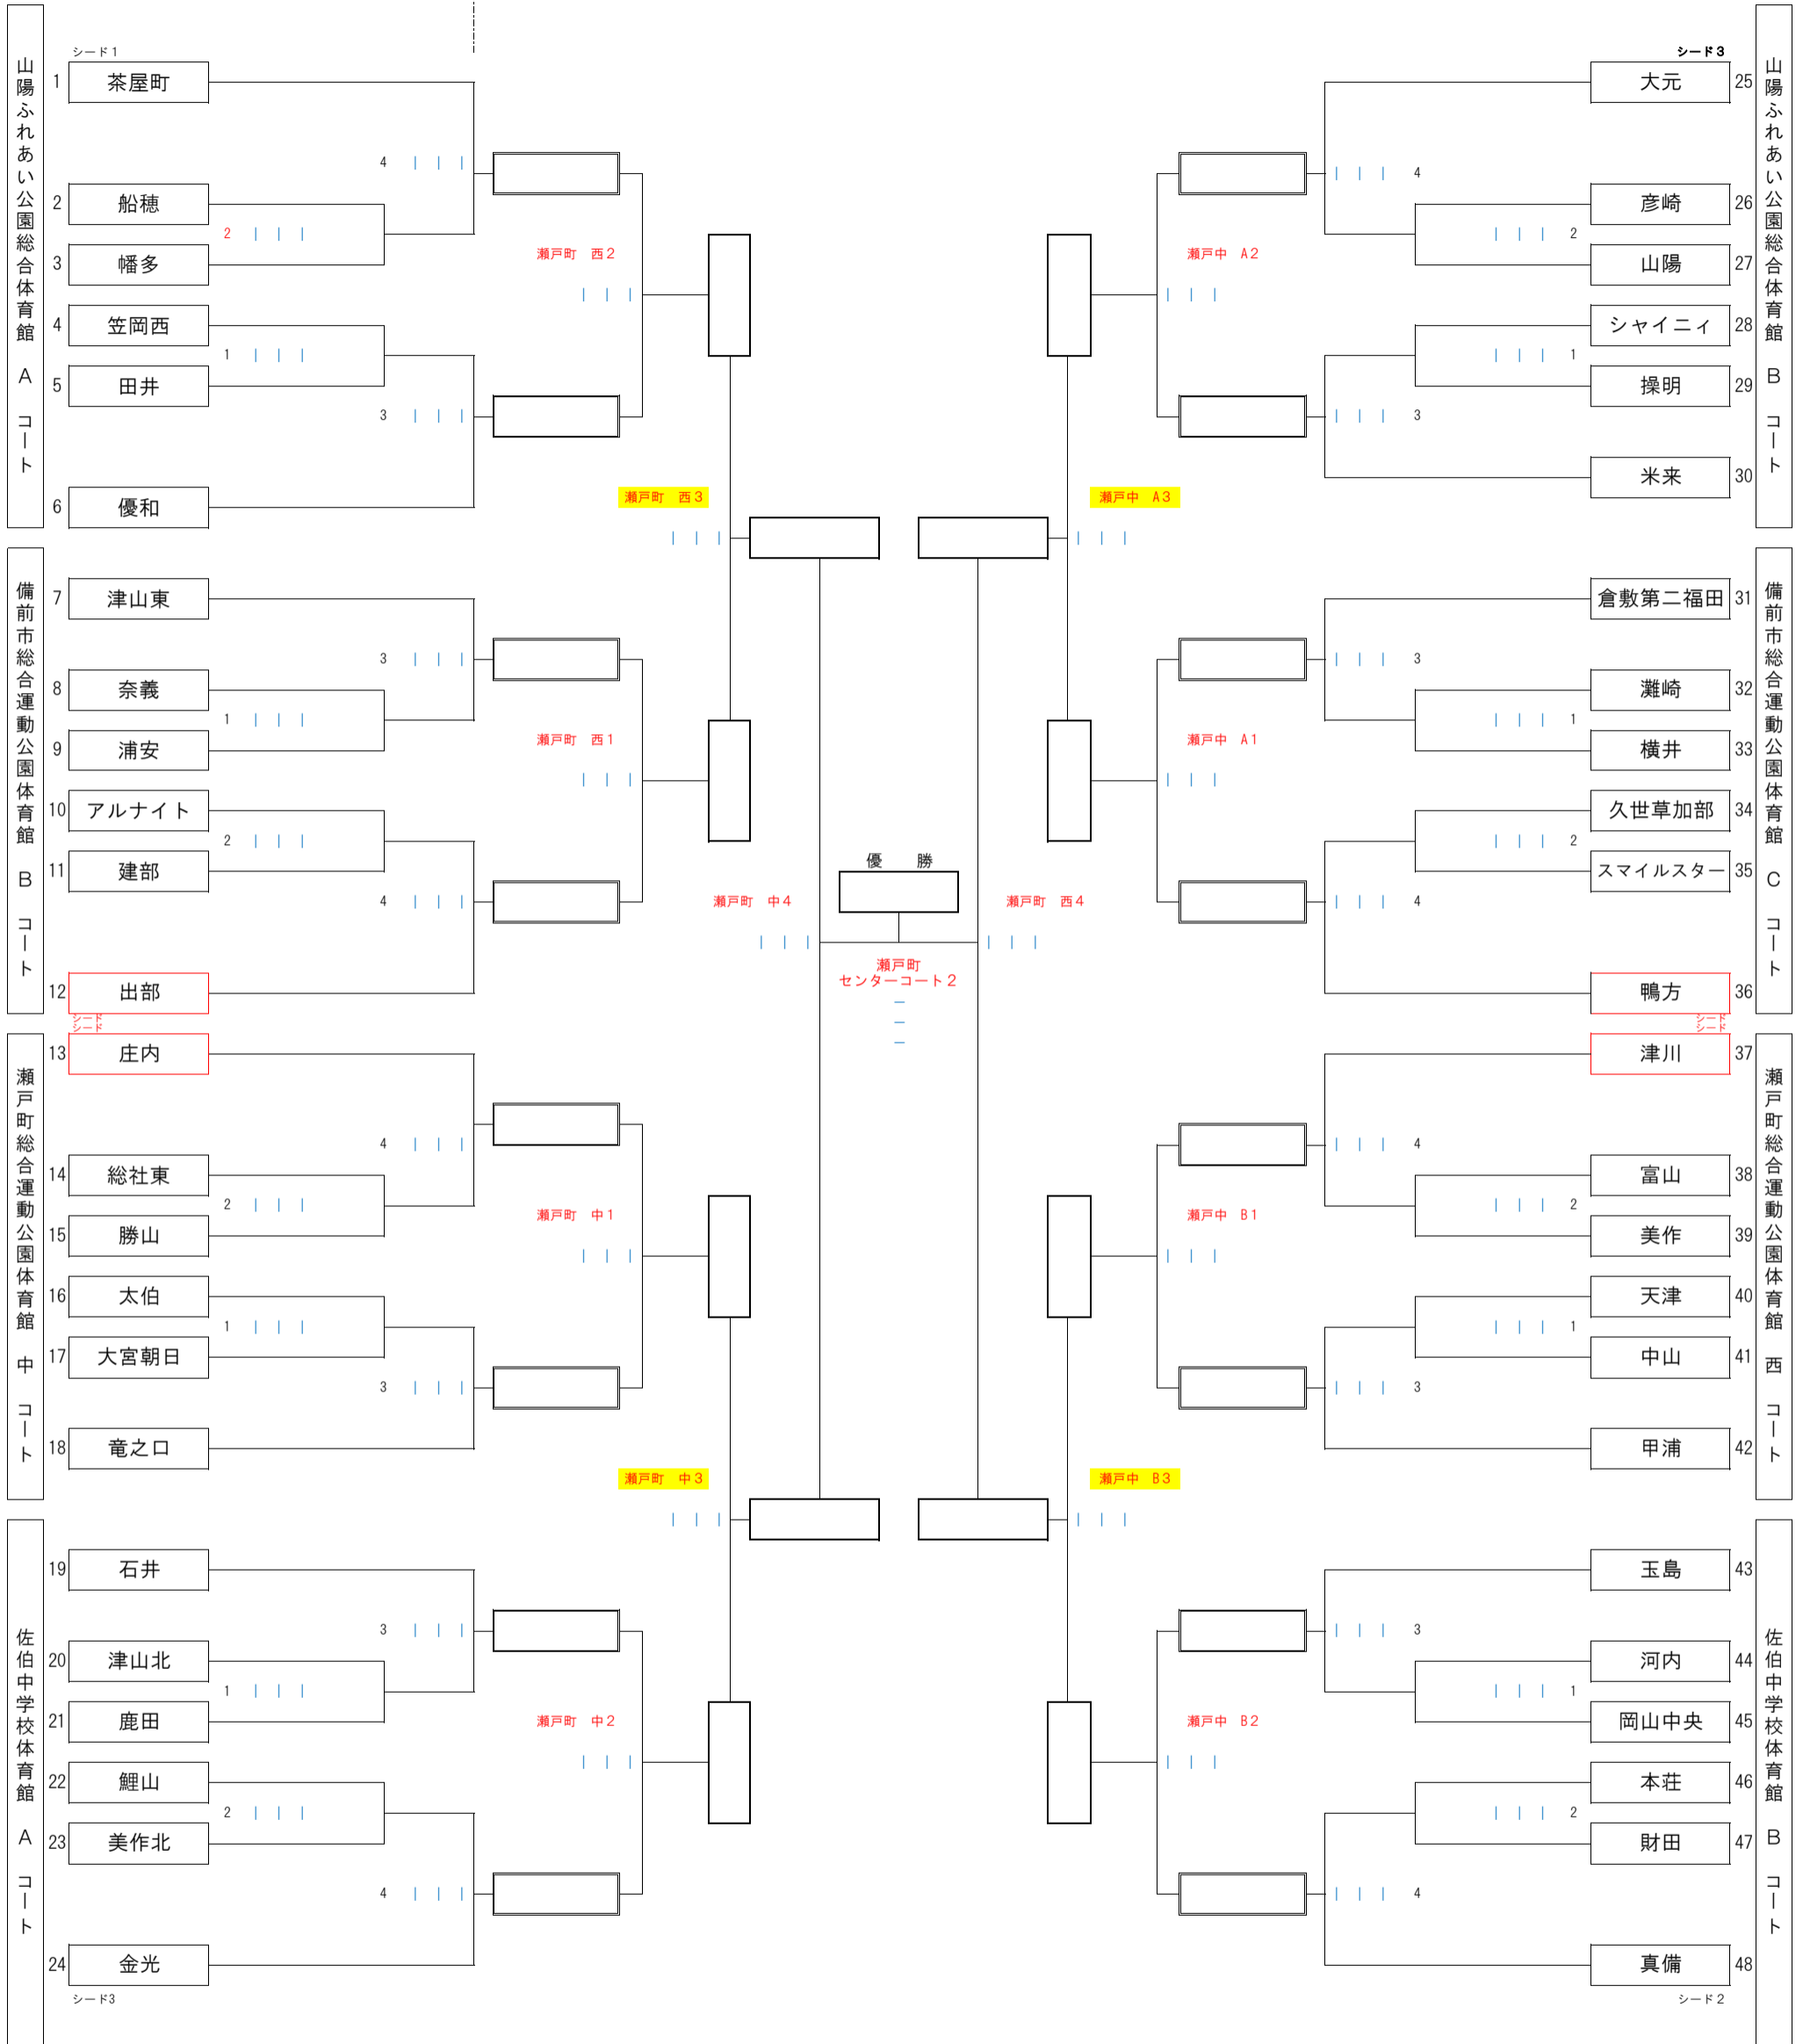 山陽ふれあい公園総合体育館 A コート
シード1
1 茶屋町
4
2 船穂
2
3 幡多
瀬戸町 西2
4 笠岡西
1
5 田井
3
6 優和
瀬戸町 西3
備前市総合運動公園体育館 B コート
7 津山東
3
8 奈義
1
9 浦安
瀬戸町 西1
10 アルナイト
2
11 建部
4
瀬戸町 中4
12 出部
シード
シード
瀬戸町総合運動公園体育館 中 コート
13 庄内
4
14 総社東
2
15 勝山
瀬戸町 中1
16 太伯
1
17 大宮朝日
3
18 竜之口
瀬戸町 中3
佐伯中学校体育館 A コート
19 石井
3
20 津山北
1
21 鹿田
瀬戸町 中2
22 鯉山
2
23 美作北
4
24 金光
シード3
優 勝
瀬戸町
センターコート2
山陽ふれあい公園総合体育館 B コート
シード3
大元 25
4
彦崎 26
2
山陽 27
瀬戸中 A2
シャイニィ 28
1
操明 29
3
米来 30
瀬戸中 A3
備前市総合運動公園体育館 C コート
倉敷第二福田 31
3
灘崎 32
1
横井 33
瀬戸中 A1
久世草加部 34
2
スマイルスター 35
4
瀬戸町 西4
鴨方 36
シード
シード
瀬戸町総合運動公園体育館 西 コート
津川 37
4
富山 38
2
美作 39
瀬戸中 B1
天津 40
1
中山 41
3
甲浦 42
瀬戸中 B3
佐伯中学校体育館 B コート
玉島 43
3
河内 44
1
岡山中央 45
瀬戸中 B2
本荘 46
2
財田 47
4
真備 48
シード2